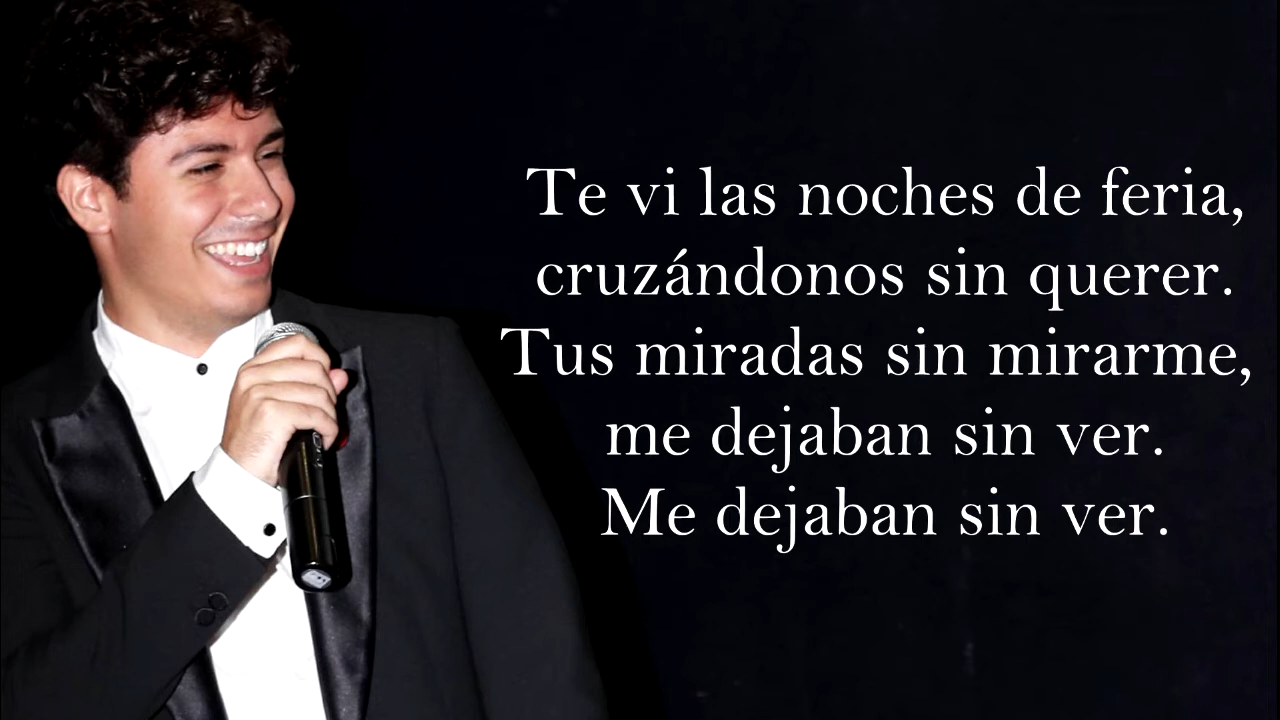 Te vi las noches de feria,
cruzándonos sin querer.
Tus miradas sin mirarme,
me dejaban sin ver.
Me dejaban sin ver.